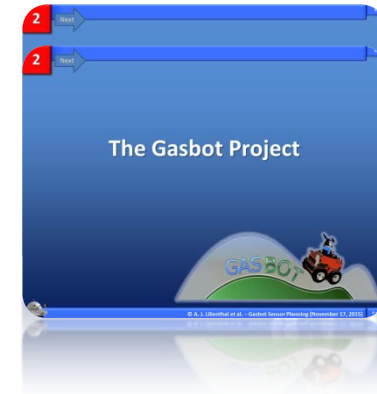 2 Next
2 Next
The Gasbot Project
GASBOT
© A. J. Lilienthal et al. – Gasbot Sensor Planning (November 17, 2015)